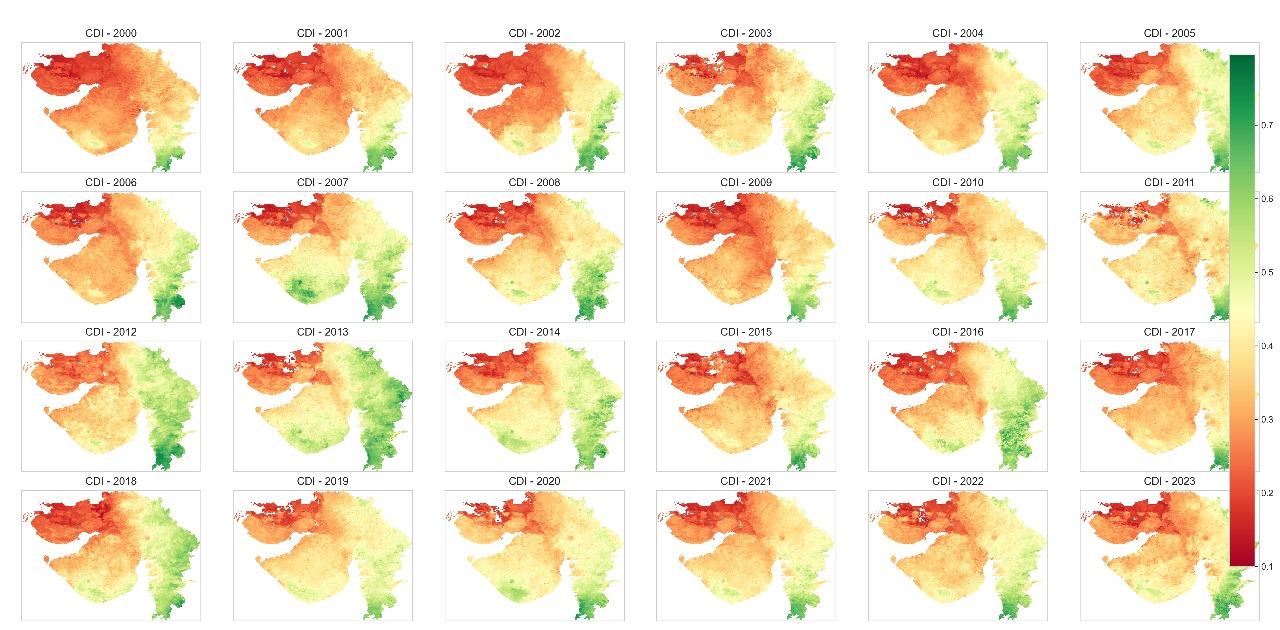 CDI - 2000 CDI - 2001 CDI - 2002 CDI - 2003 CDI - 2004 CDI - 2005
CDI - 2006 CDI - 2007 CDI - 2008 CDI - 2009 CDI - 2010 CDI - 2011
CDI - 2012 CDI - 2013 CDI - 2014 CDI - 2015 CDI - 2016 CDI - 2017
CDI - 2018 CDI - 2019 CDI - 2020 CDI - 2021 CDI - 2022 CDI - 2023
0.7
0.6
0.5
0.4
0.3
0.2
0.1